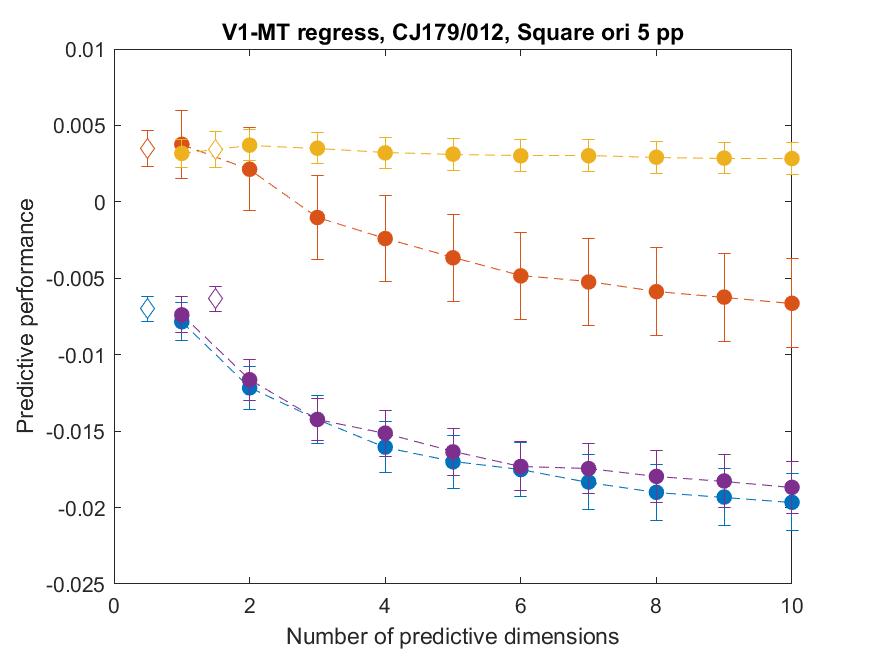 V1-MT regress, CJ179/012, Square ori 5 pp
0.01
0.005
0
-0.005
-0.01
-0.015
-0.02
-0.025
Predictive performance
0 2 4 6 8 10
Number of predictive dimensions